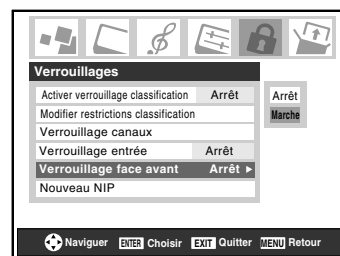 Verrouillages
Activer verrouillage classification Arrêt
Arrêt
Modifier restrictions classification
Marche
Verrouillage canaux
Verrouillage entrée Arrêt
Verrouillage face avant Arrêt ▶
Nouveau NIP
Naviguer ENTER Choisir EXIT Quitter MENU Retour